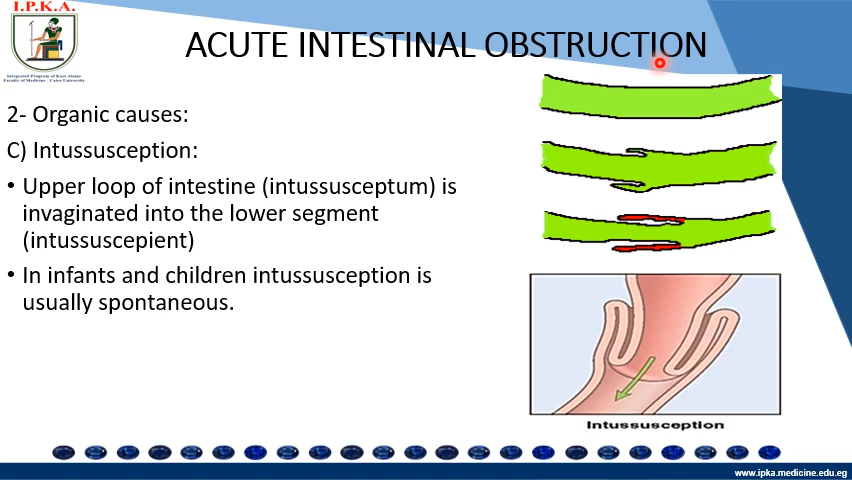 I.P.K.A.
Integrated Program of Kasr Alainy
Faculty of Medicine - Cairo University
ACUTE INTESTINAL OBSTRUCTION
2- Organic causes:
C) Intussusception:
• Upper loop of intestine (intussusceptum) is
invaginated into the lower segment
(intussuscepient)
• In infants and children intussusception is
usually spontaneous.
Intussusception
www.ipka.medicine.edu.eg